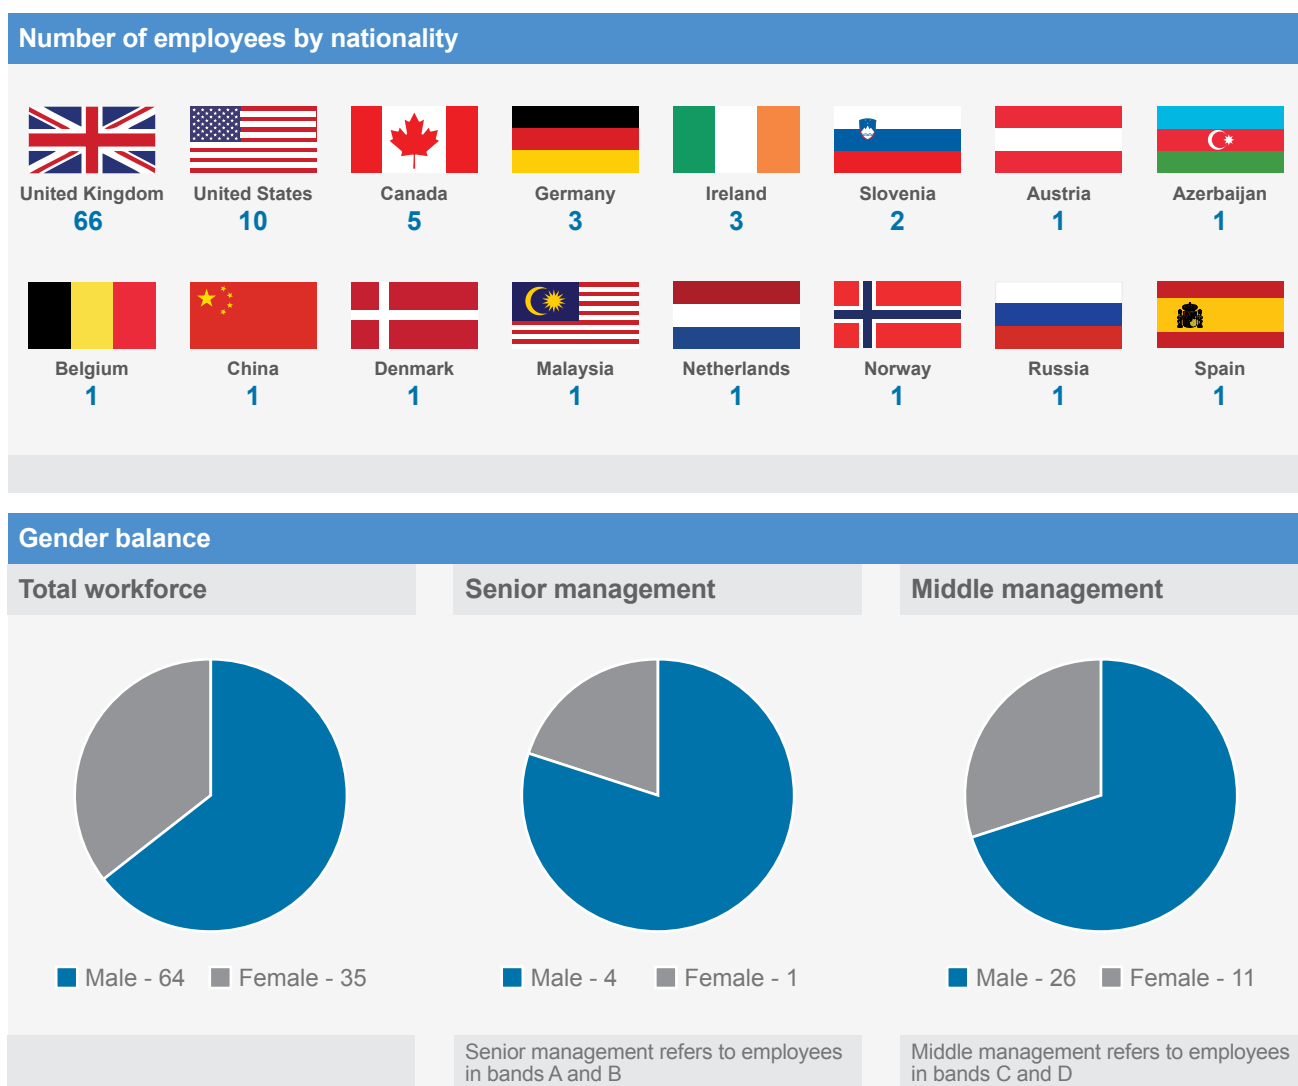 Number of employees by nationality
United Kingdom United States Canada Germany Ireland Slovenia Austria Azerbaijan
66 10 5 3 3 2 1 1
Belgium China Denmark Malaysia Netherlands Norway Russia Spain
1 1 1 1 1 1 1 1
Gender balance
Total workforce Senior management Middle management
Male - 64 Female - 35 Male - 4 Female - 1 Male - 26 Female - 11
Senior management refers to employees
in bands A and B
Middle management refers to employees
in bands C and D